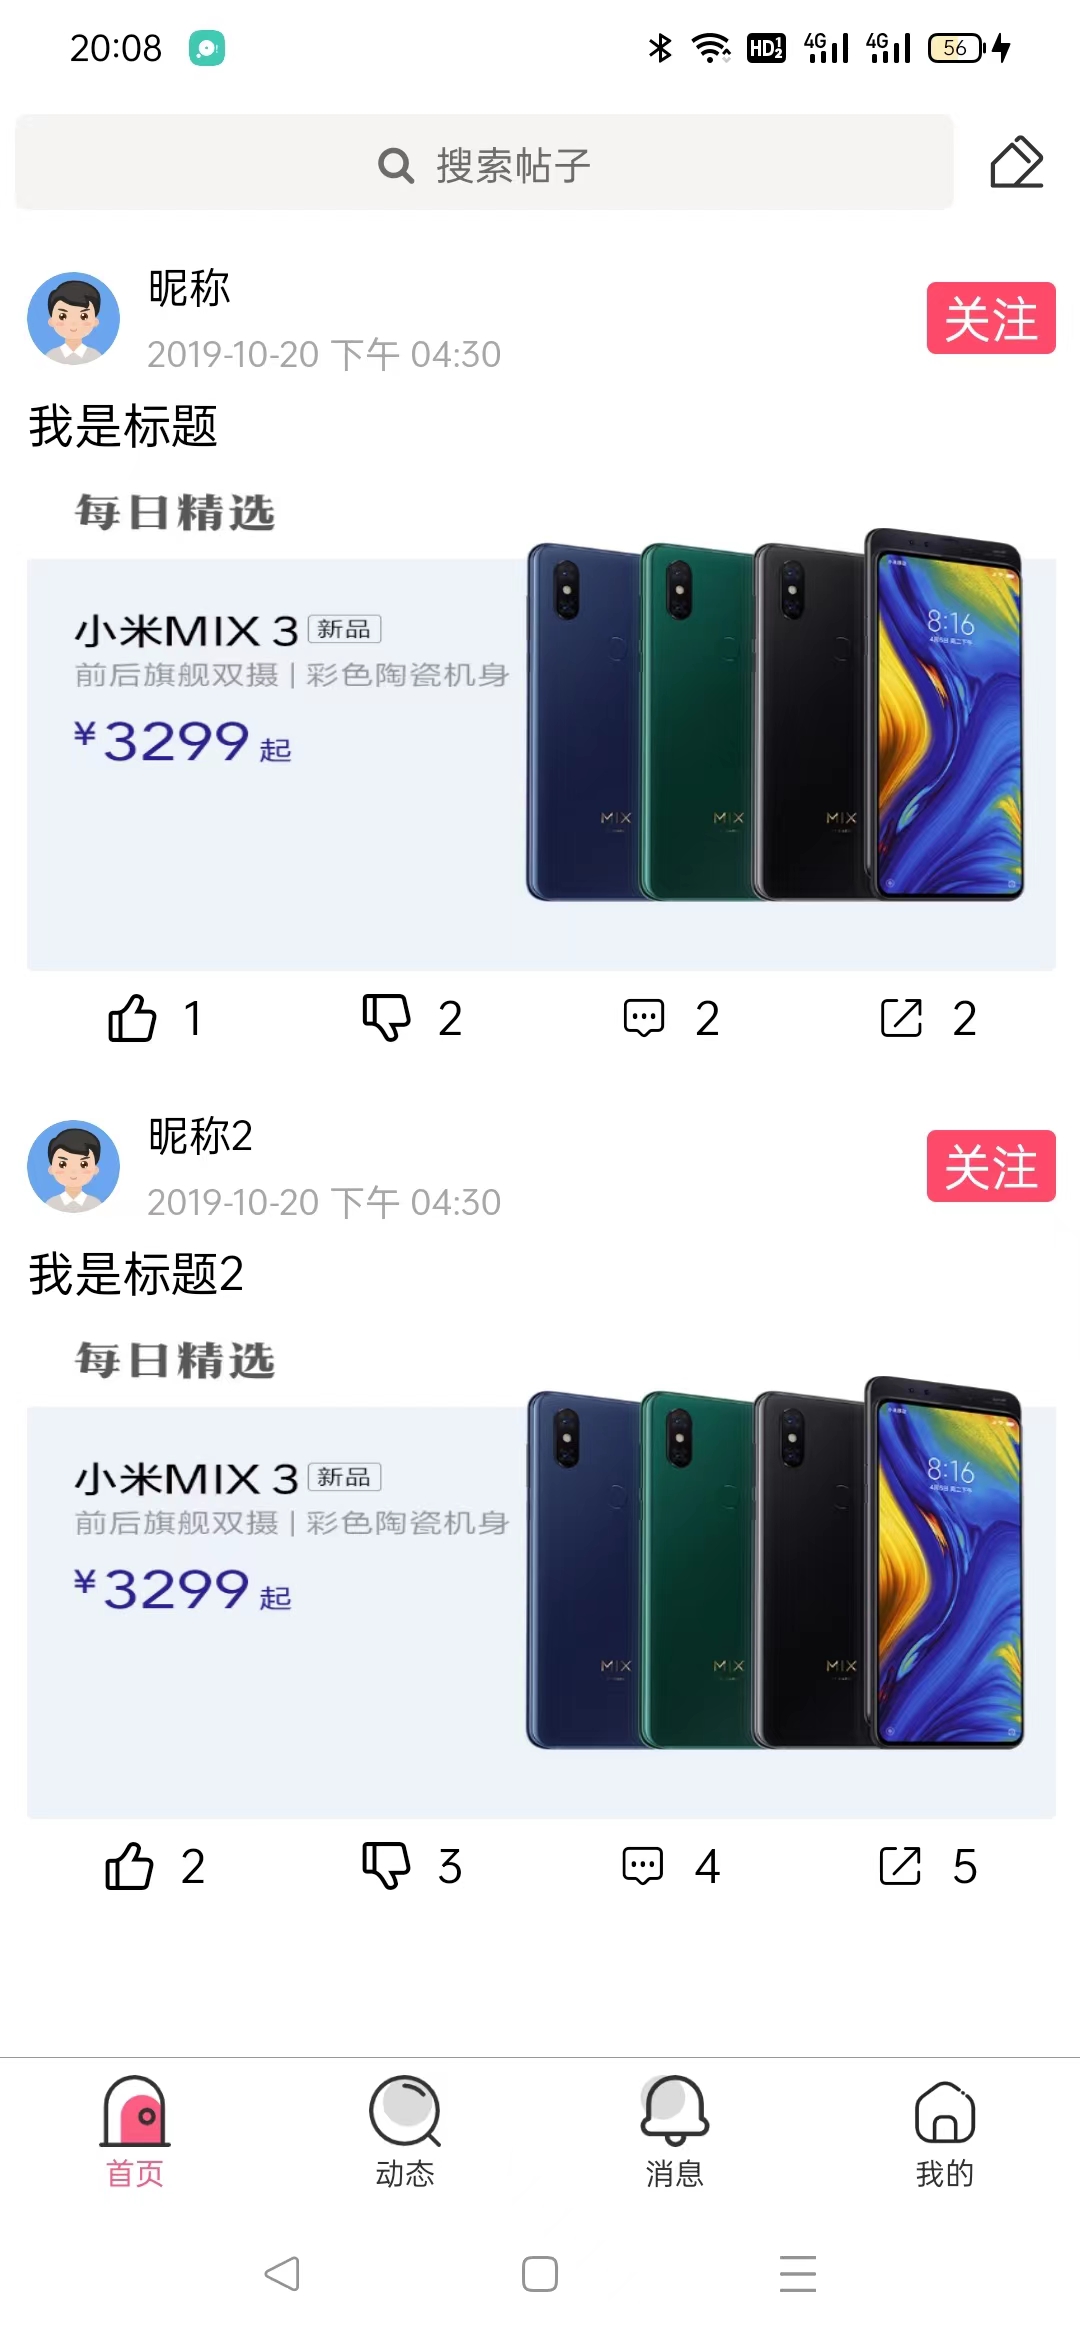 20:08
HD 1 2 4G 4G 56
搜索帖子
昵称
2019-10-20 下午 04:30
关注
我是标题
每日精选
小米MIX 3 新品
前后旗舰双摄 | 彩色陶瓷机身
¥3299 起
8:16
MIX MIX MIX
1 2 2 2
昵称2
2019-10-20 下午 04:30
关注
我是标题2
每日精选
小米MIX 3 新品
前后旗舰双摄 | 彩色陶瓷机身
¥3299 起
8:16
MIX MIX MIX
2 3 4 5
首页 动态 消息 我的